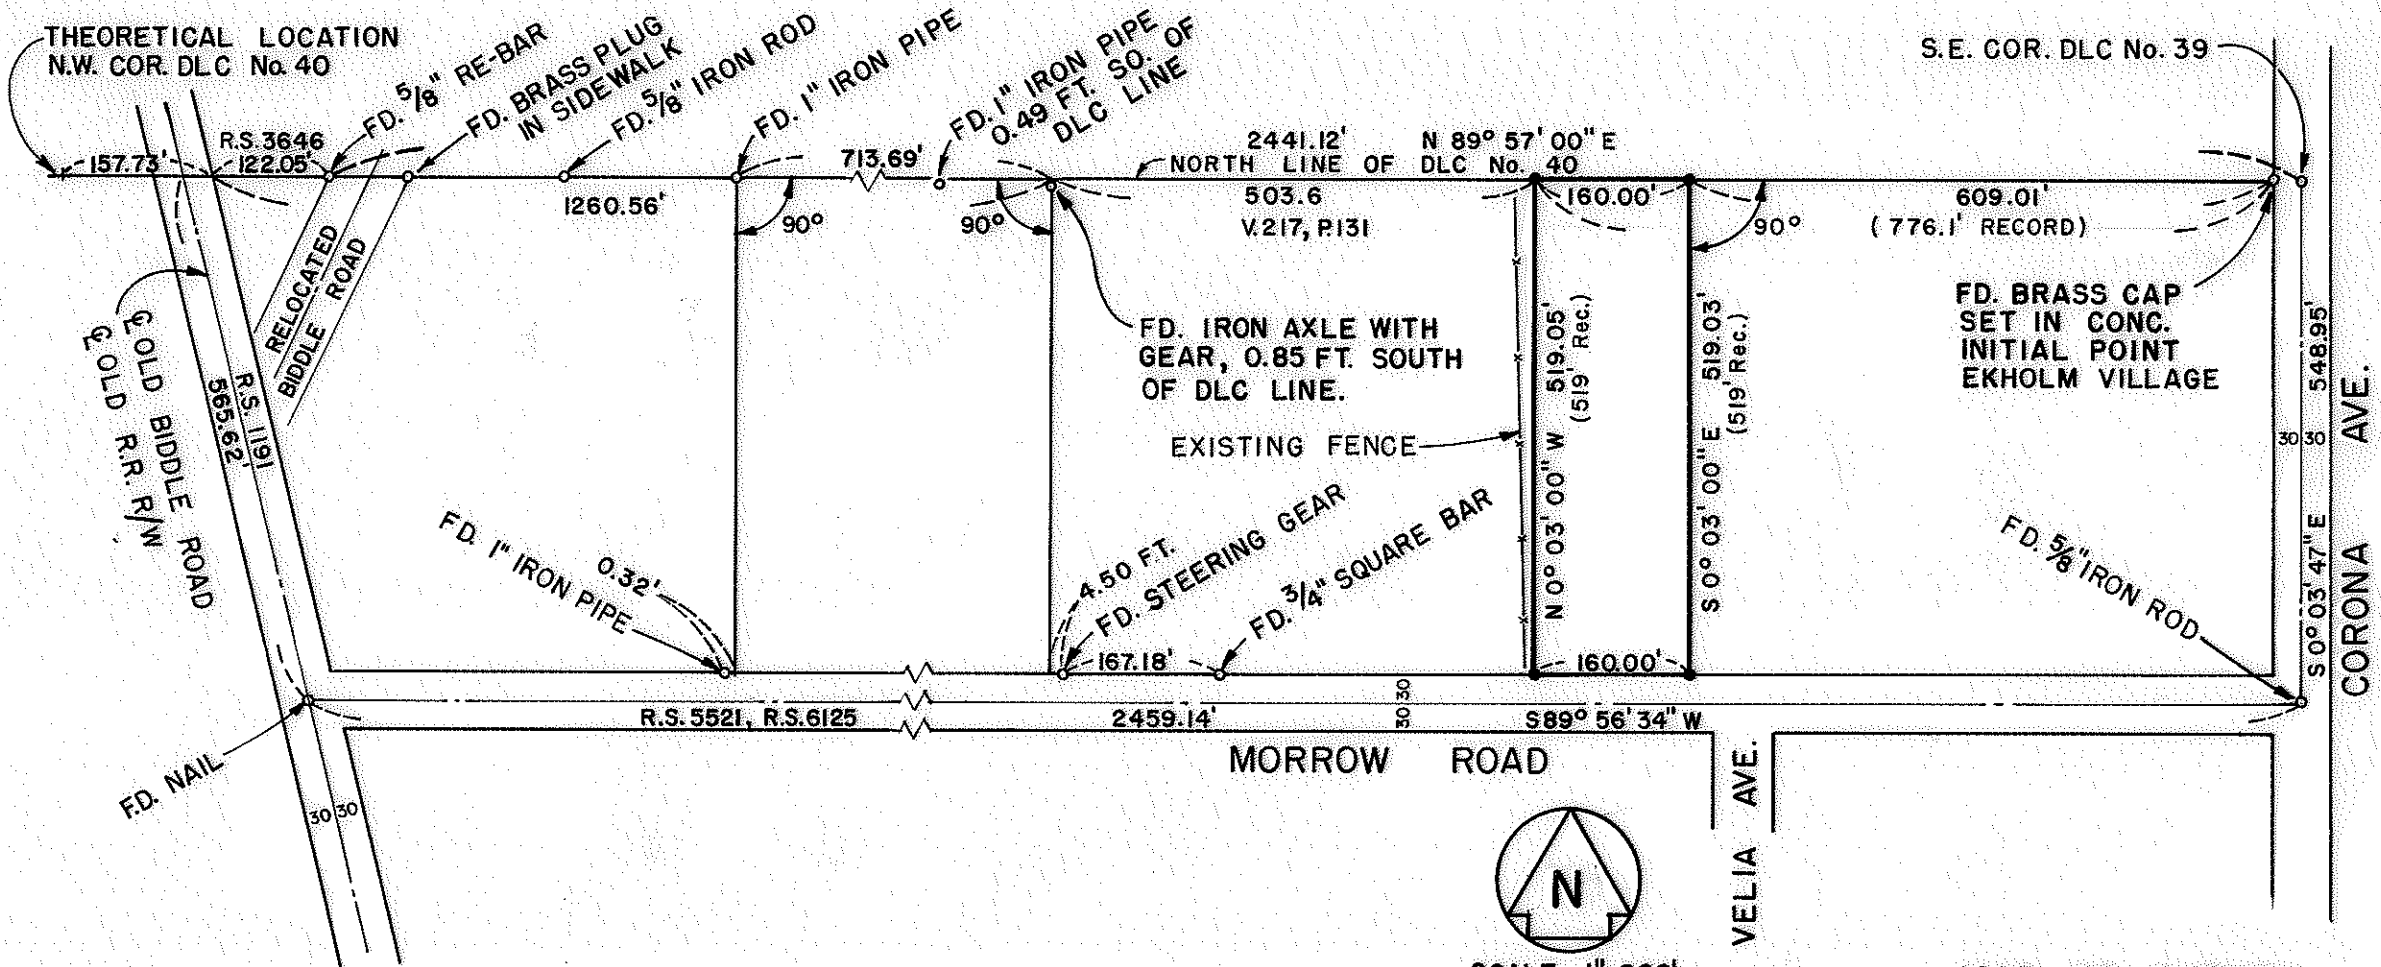 THEORETICAL LOCATION
N.W. COR. DLC No. 40
FD. 5/8" RE-BAR
FD. BRASS PLUG
IN SIDEWALK
FD. 5/8" IRON ROD
FD. 1" IRON PIPE
FD. 1" IRON PIPE
0.49 FT. SO. OF
DLC LINE
S.E. COR. DLC No. 39
157.73'
R.S. 3646
122.05'
713.69'
2441.12' N 89° 57' 00" E
NORTH LINE OF DLC No. 40
1260.56'
90°
90°
503.6
V.217, P.131
160.00'
90°
609.01'
(776.1' RECORD)
RELOCATED
BIDDLE ROAD
℄ OLD BIDDLE ROAD
℄ OLD R.R. R/W
R.S. 1191
565.62'
FD. IRON AXLE WITH
GEAR, 0.85 FT. SOUTH
OF DLC LINE.
EXISTING FENCE
N 0° 03' 00" W 519.05'
(519' Rec.)
S 0° 03' 00" E 519.03'
(519' Rec.)
FD. BRASS CAP
SET IN CONC.
INITIAL POINT
EKHOLM VILLAGE
S 0° 03' 47" E 548.95'
30 30
CORONA AVE.
FD. 1" IRON PIPE
0.32'
4.50 FT.
FD. STEERING GEAR
FD. 3/4" SQUARE BAR
FD. 5/8" IRON ROD
167.18'
160.00'
30 30
R.S. 5521, R.S. 6125
2459.14'
S 89° 56' 34" W
MORROW ROAD
FD. NAIL
30 30
VELIA AVE.
N